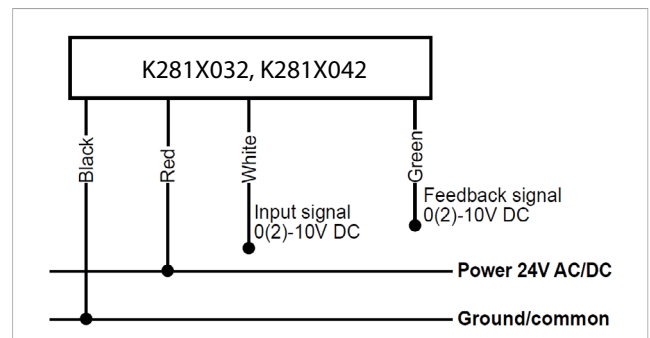 K281X032, K281X042
Black
Red
White
Green
Input signal
0(2)-10V DC
Feedback signal
0(2)-10V DC
Power 24V AC/DC
Ground/common